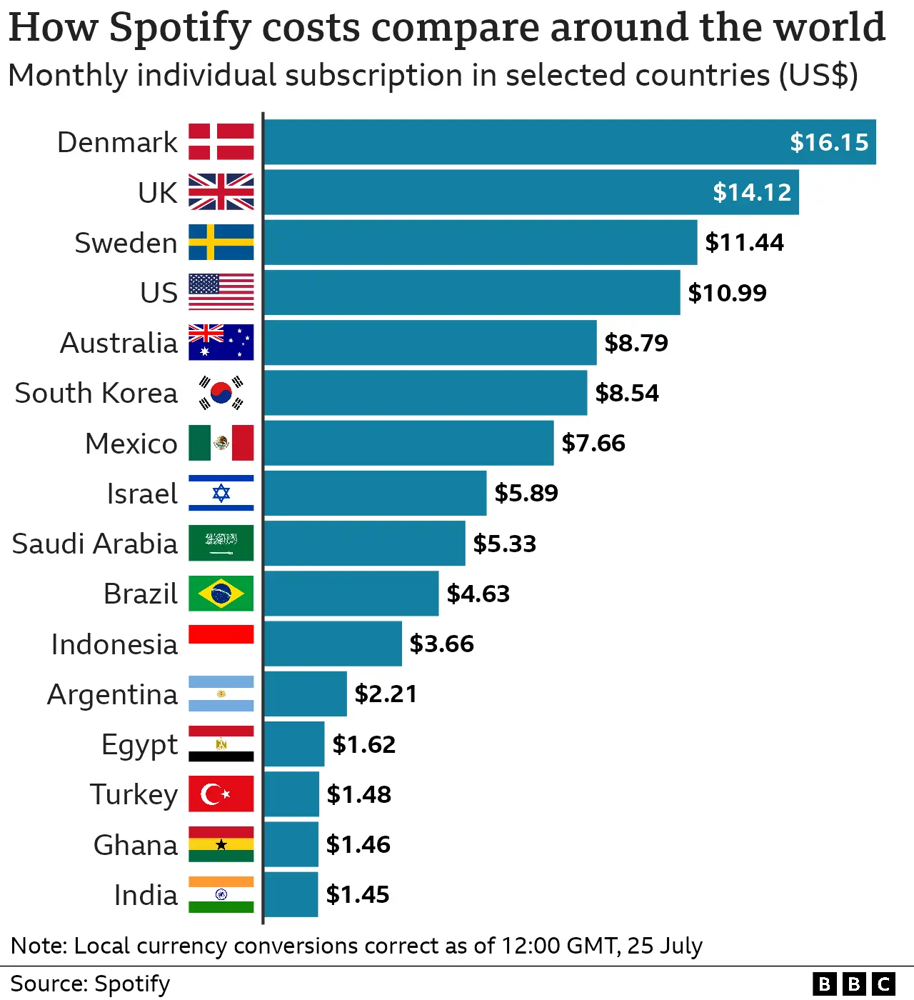 How Spotify costs compare around the world
Monthly individual subscription in selected countries (US$)
Denmark $16.15
UK $14.12
Sweden $11.44
US $10.99
Australia $8.79
South Korea $8.54
Mexico $7.66
Israel $5.89
Saudi Arabia $5.33
Brazil $4.63
Indonesia $3.66
Argentina $2.21
Egypt $1.62
Turkey $1.48
Ghana $1.46
India $1.45
Note: Local currency conversions correct as of 12:00 GMT, 25 July
Source: Spotify BBC